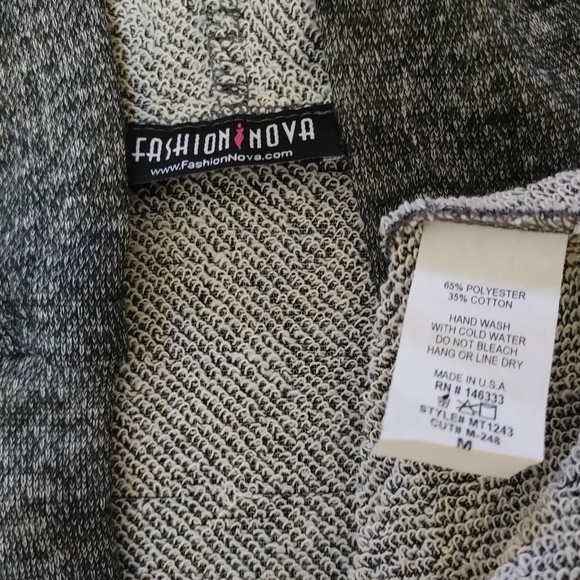 FASHION NOVA
www.FashionNova.com
65% POLYESTER
35% COTTON
HAND WASH
WITH COLD WATER
DO NOT BLEACH
HANG OR LINE DRY
MADE IN U.S.A.
RN # 146333
STYLE# MT1243
CUT# M-248
M